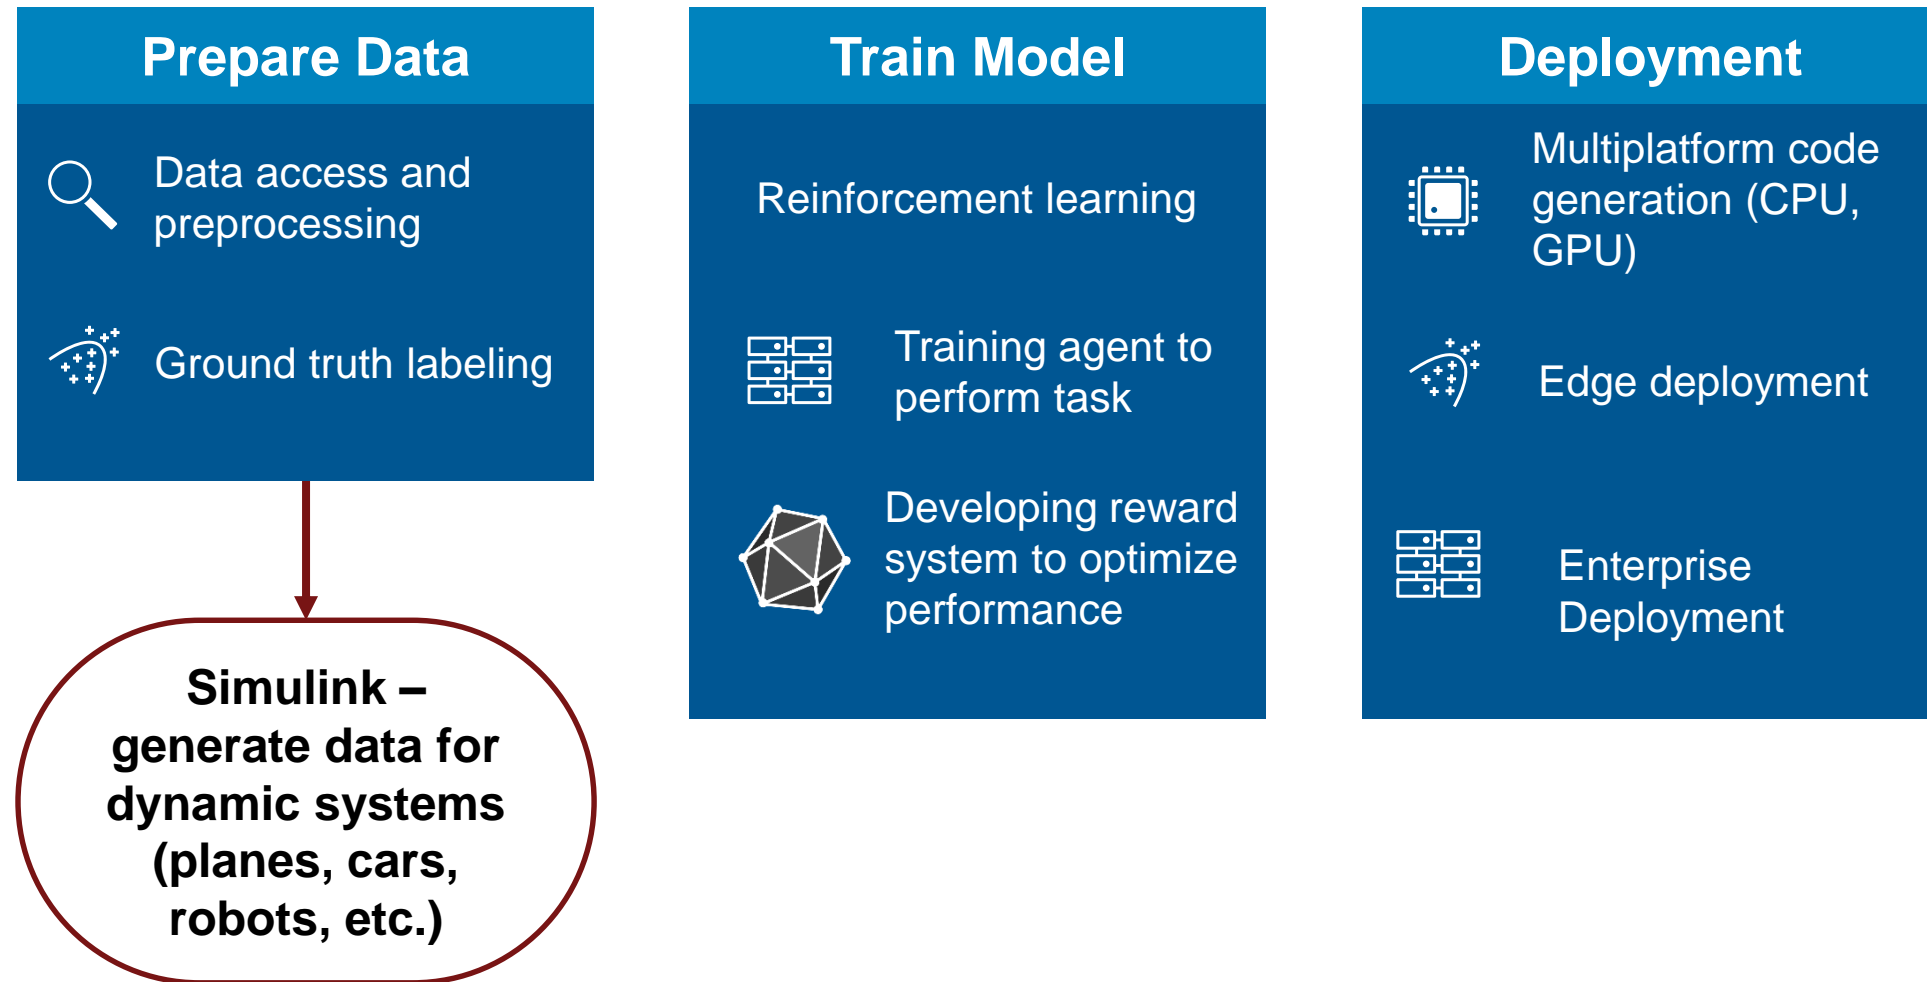 Prepare Data
Data access and
preprocessing
Ground truth labeling
Simulink –
generate data for
dynamic systems
(planes, cars,
robots, etc.)
Train Model
Reinforcement learning
Training agent to
perform task
Developing reward
system to optimize
performance
Deployment
Multiplatform code
generation (CPU,
GPU)
Edge deployment
Enterprise
Deployment